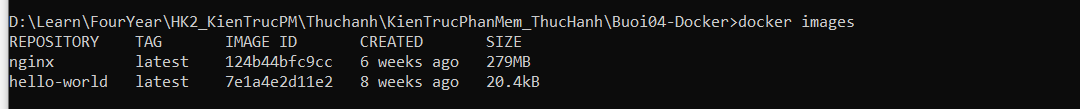 D:\Learn\FourYear\HK2_KienTrucPM\Thuchanh\KienTrucPhanMem_ThucHanh\Buoi04-Docker>docker images
REPOSITORY    TAG       IMAGE ID       CREATED       SIZE
nginx         latest    124b44bfc9cc   6 weeks ago   279MB
hello-world   latest    7e1a4e2d11e2   8 weeks ago   20.4kB